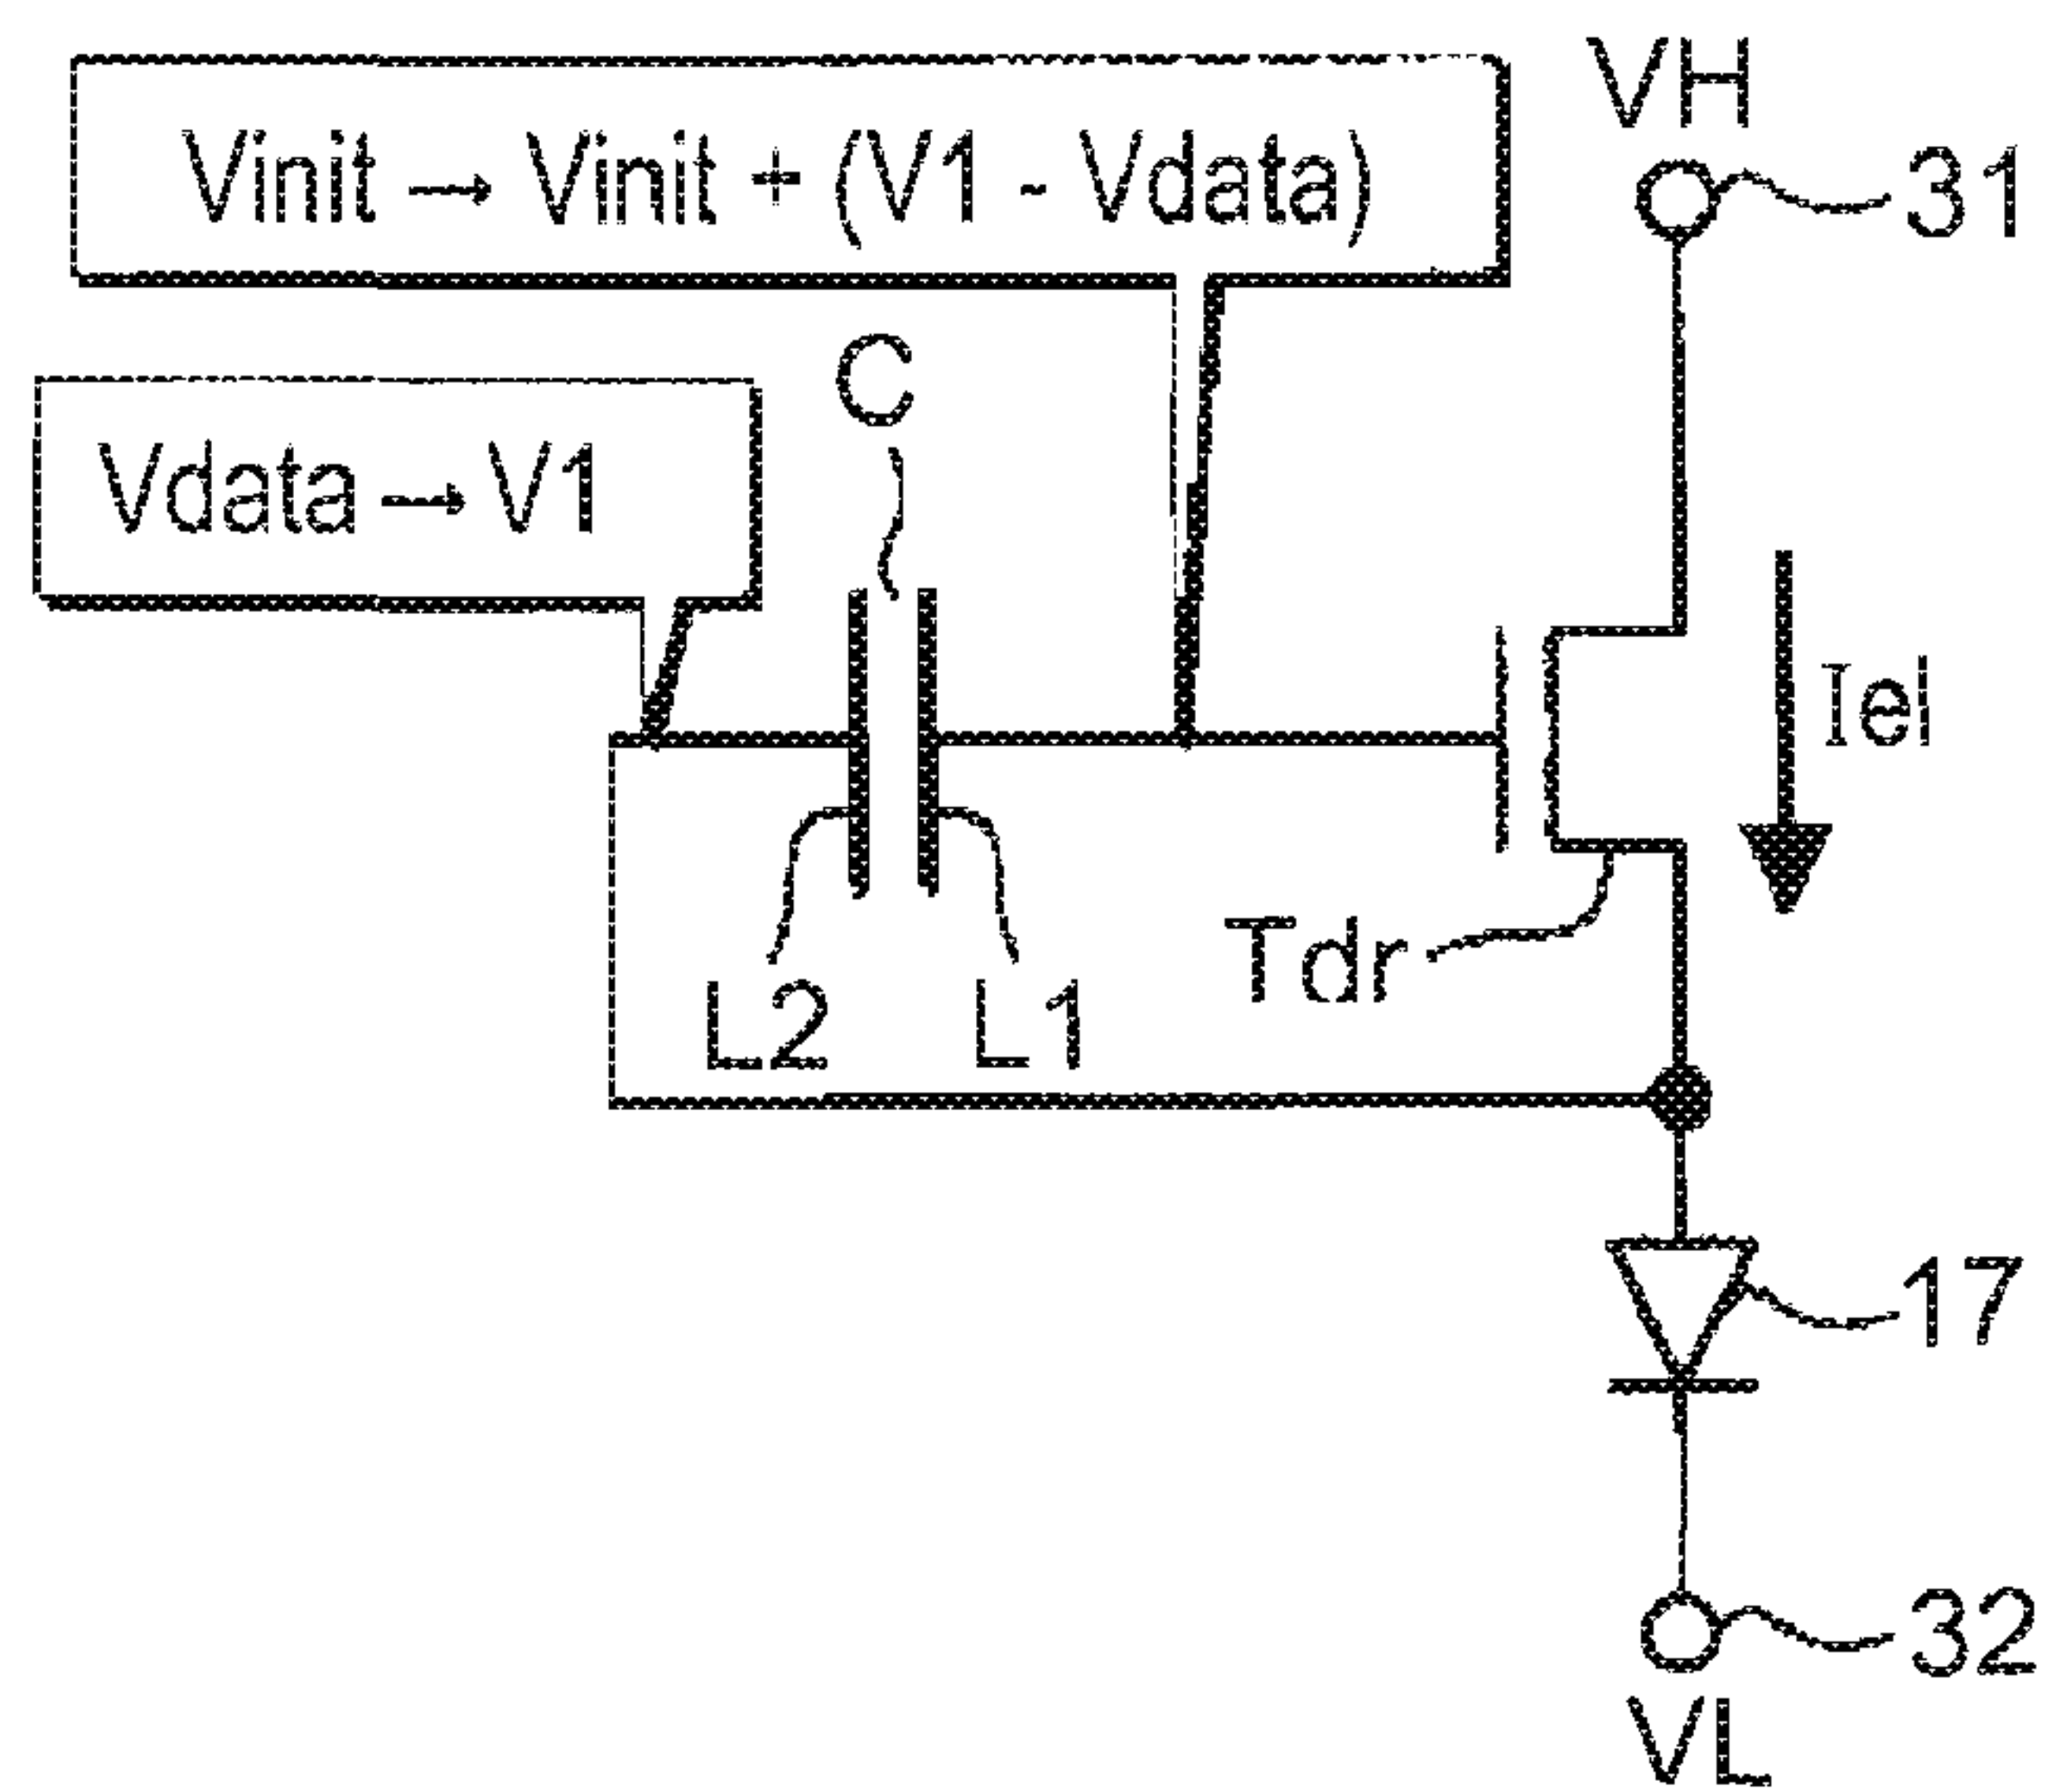 VH
Vinit → Vinit + (V1 - Vdata)
31
C
Vdata → V1
Iel
Tdr
L2
L1
17
32
VL